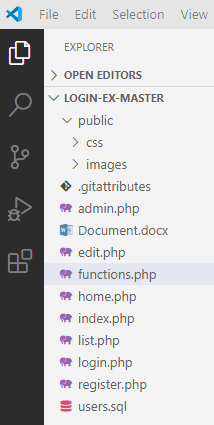 File Edit Selection
EXPLORER
OPEN EDITORS
LOGIN-EX-MASTER
public
css
images
.gitattributes
admin.php
Document.docx
edit.php
functions.php
home.php
index.php
list.php
login.php
register.php
users.sql